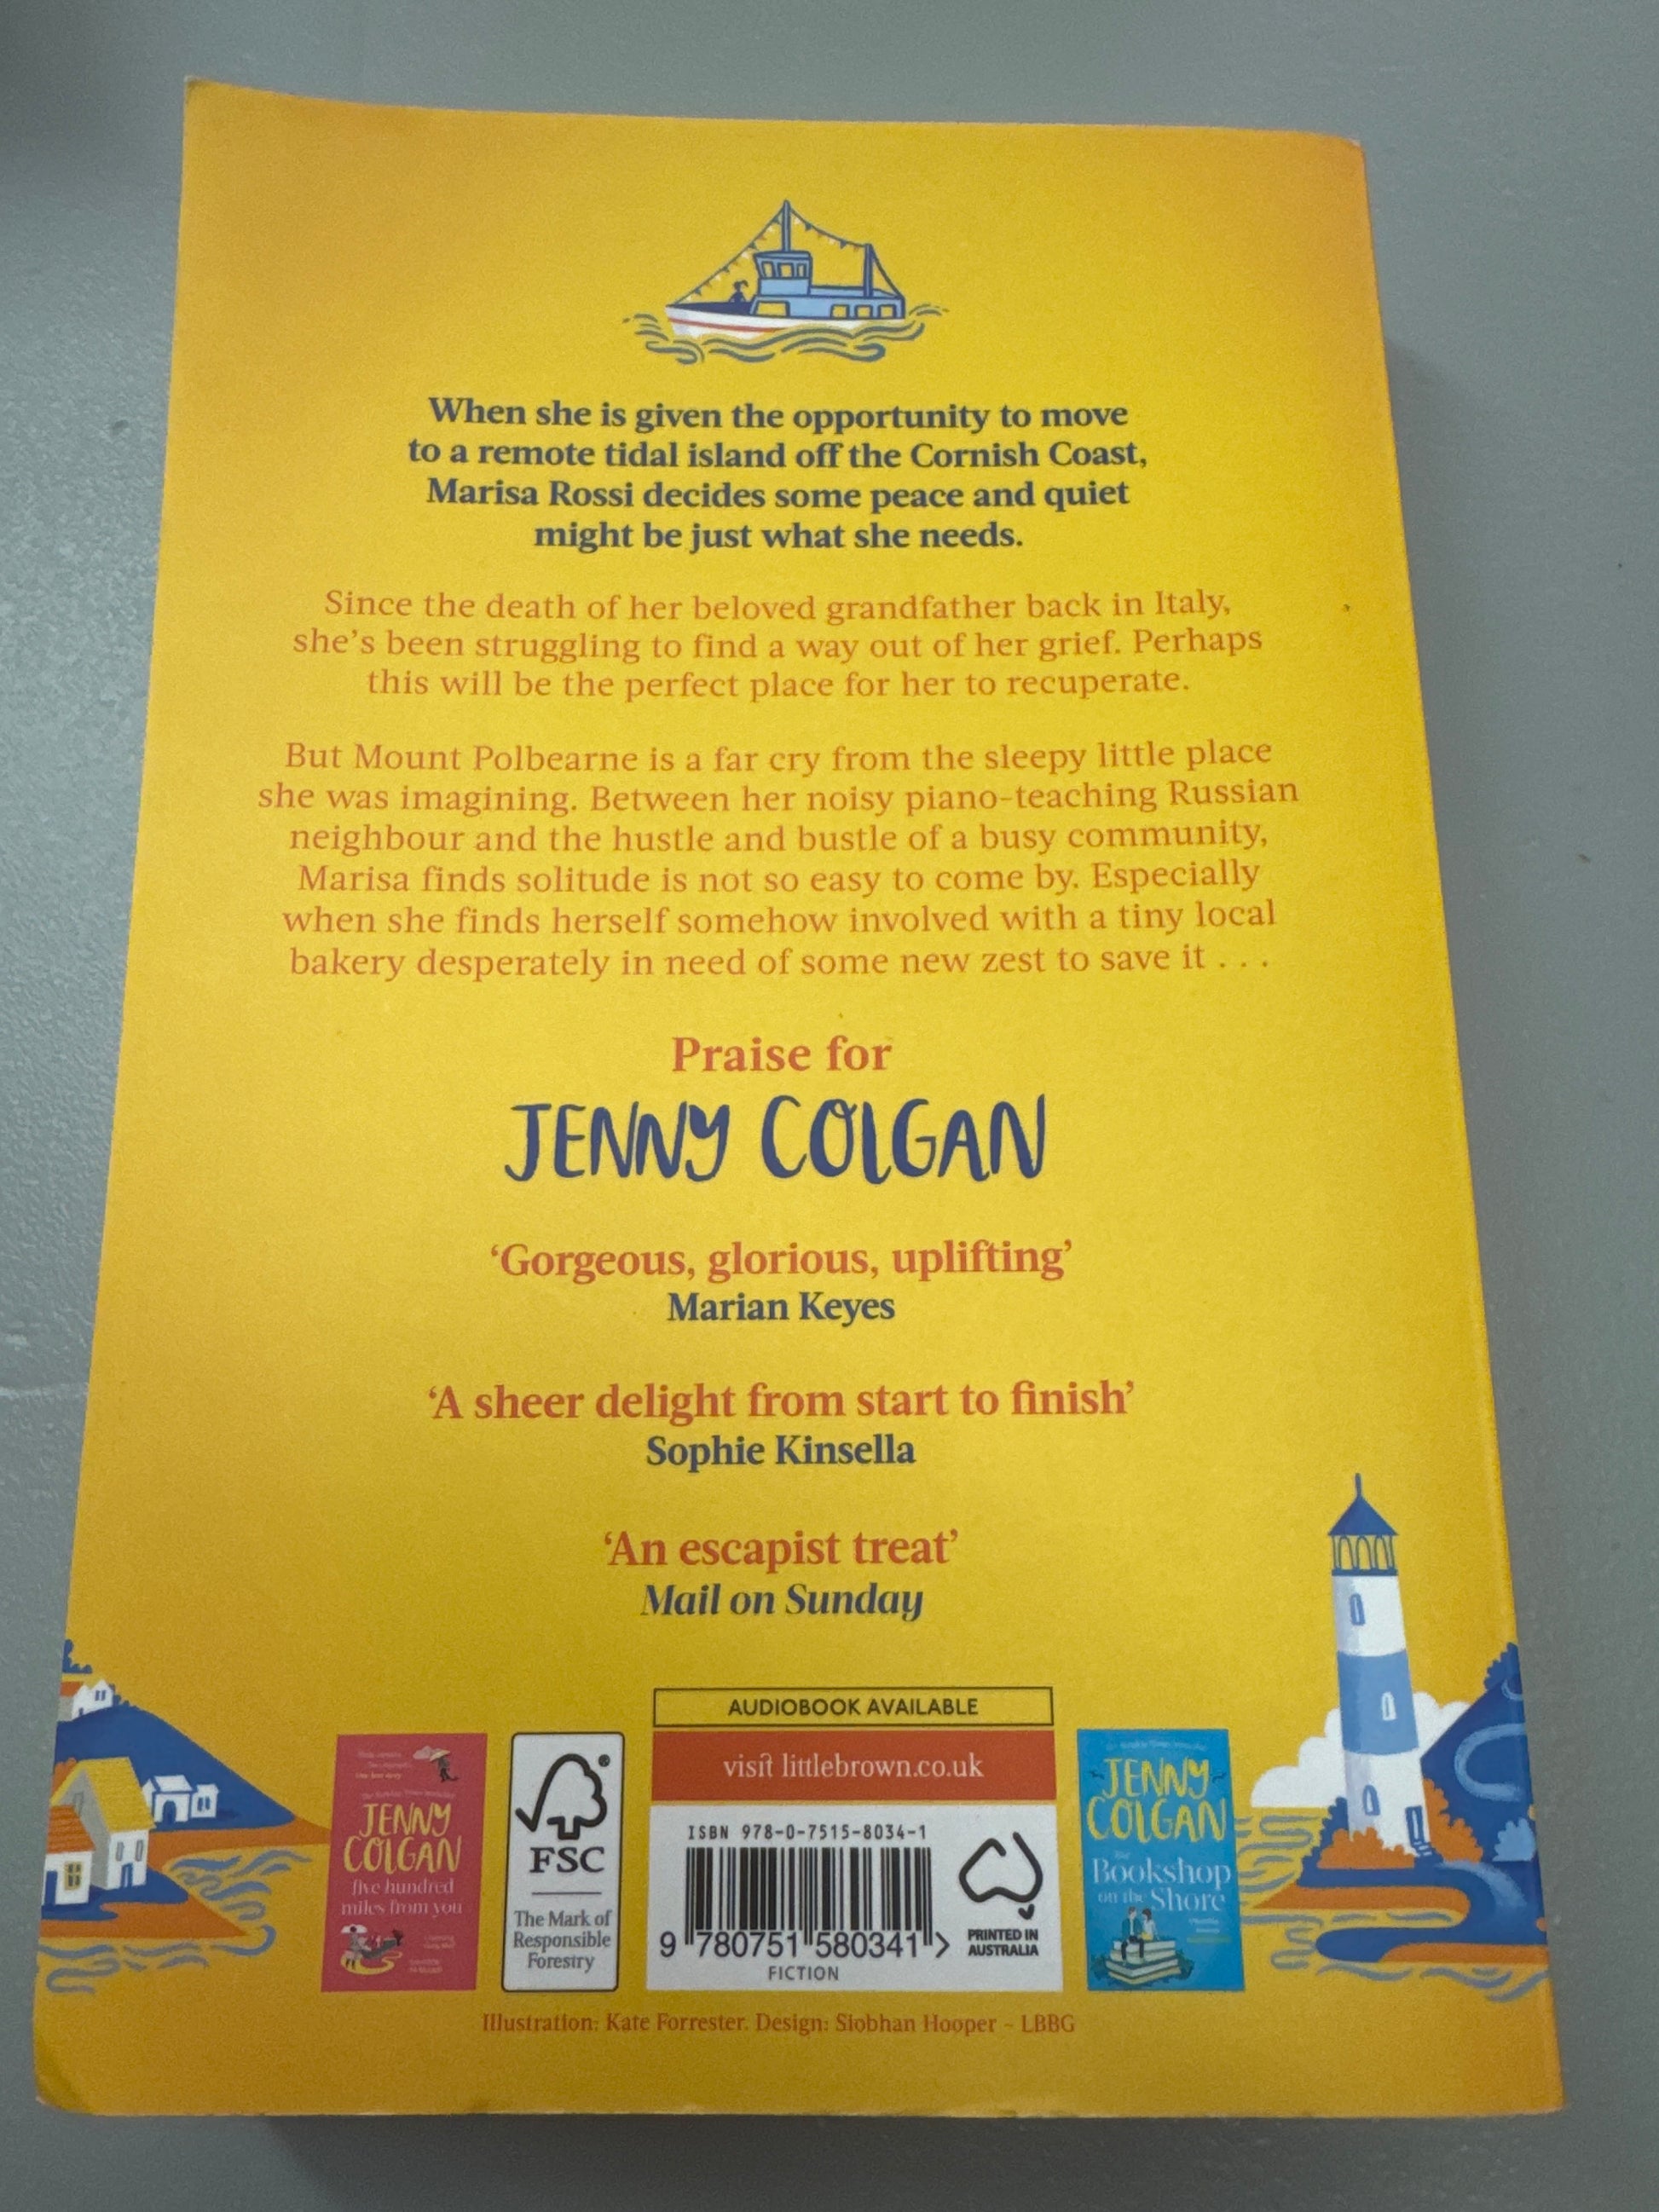 When she is given the opportunity to move
to a remote tidal island off the Cornish Coast,
Marisa Rossi decides some peace and quiet
might be just what she needs.
Since the death of her beloved grandfather back in Italy,
she's been struggling to find a way out of her grief. Perhaps
this will be the perfect place for her to recuperate.
But Mount Polbearne is a far cry from the sleepy little place
she was imagining. Between her noisy piano-teaching Russian
neighbour and the hustle and bustle of a busy community,
Marisa finds solitude is not so easy to come by. Especially
when she finds herself somehow involved with a tiny local
bakery desperately in need of some new zest to save it . . .
Praise for
JENNY COLGAN
‘Gorgeous, glorious, uplifting’
Marian Keyes
‘A sheer delight from start to finish’
Sophie Kinsella
‘An escapist treat’
Mail on Sunday
JENNY
COLGAN
five hundred
miles from you
FSC
®
The Mark of
Responsible
Forestry
AUDIOBOOK AVAILABLE
visit littlebrown.co.uk
ISBN 978-0-7515-8034-1
9 780751 580341 >
FICTION
PRINTED IN
AUSTRALIA
JENNY
COLGAN
The
Bookshop
on the Shore
Illustration: Kate Forrester. Design: Siobhan Hooper – LBBG